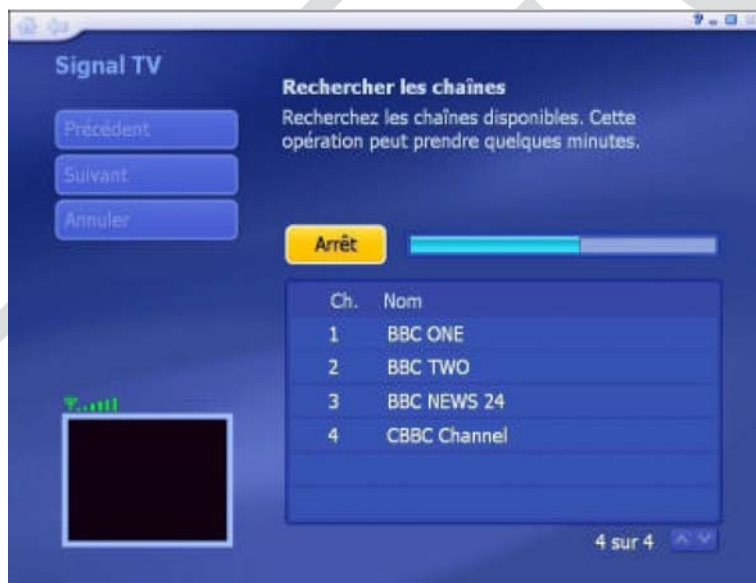 Signal TV
Précédent
Suivant
Annuler
Rechercher les chaînes
Recherchez les chaînes disponibles. Cette
opération peut prendre quelques minutes.
Arrêt
Ch. Nom
1 BBC ONE
2 BBC TWO
3 BBC NEWS 24
4 CBBC Channel
4 sur 4